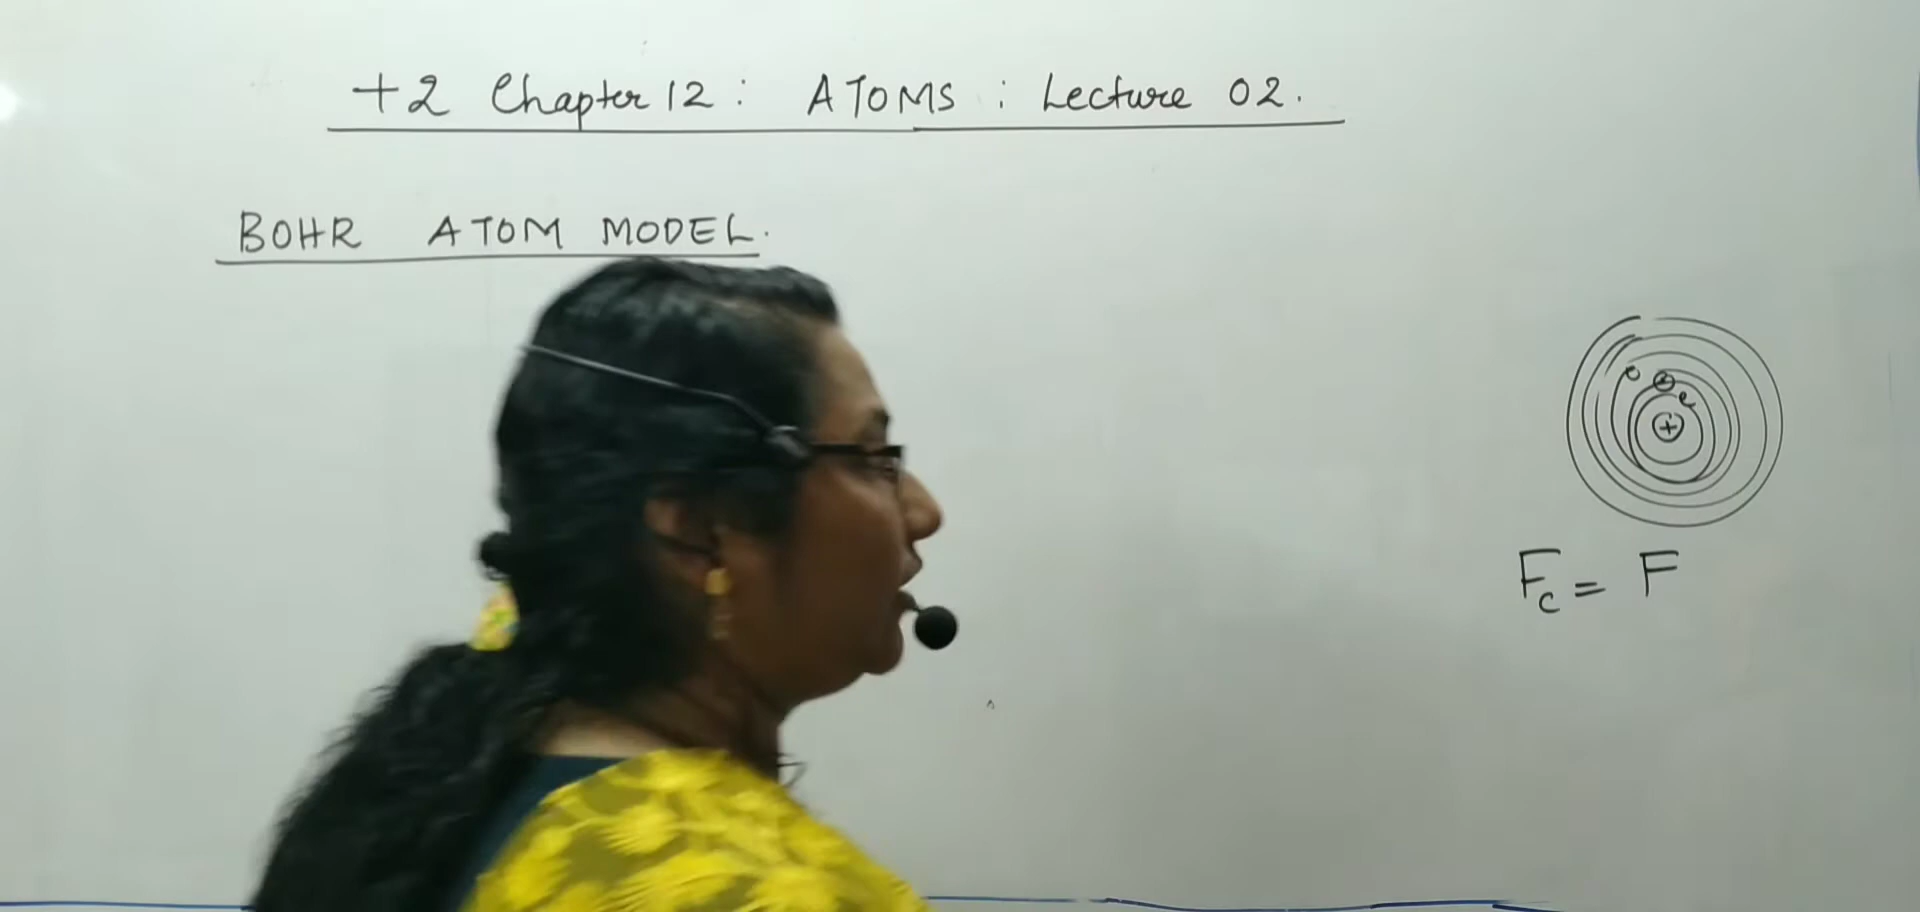 +2 Chapter 12 : ATOMS : Lecture 02.
BOHR ATOM MODEL.
e
+
Fc = F